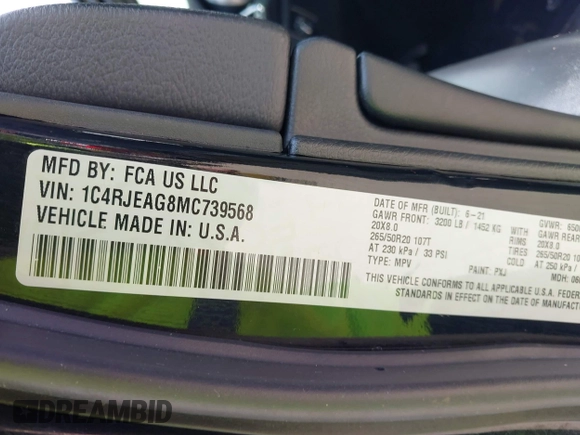 MFD BY: FCA US LLC
VIN: 1C4RJEAG8MC739568
VEHICLE MADE IN: U.S.A.
DATE OF MFR (BUILT): 6-21
GAWR FRONT: 3200 LB / 1452 KG
20X8.0 RIMS
265/50R20 107T TIRES
AT 230 kPa / 33 PSI COLD
TYPE: MPV PAINT: PXJ
GVWR:
GAWR REAR
20X8.0
265/50R20
AT 250 kPa /
MDH:
THIS VEHICLE CONFORMS TO ALL APPLICABLE U.S.A.
STANDARDS IN EFFECT ON THE DATE OF
DREAMBID